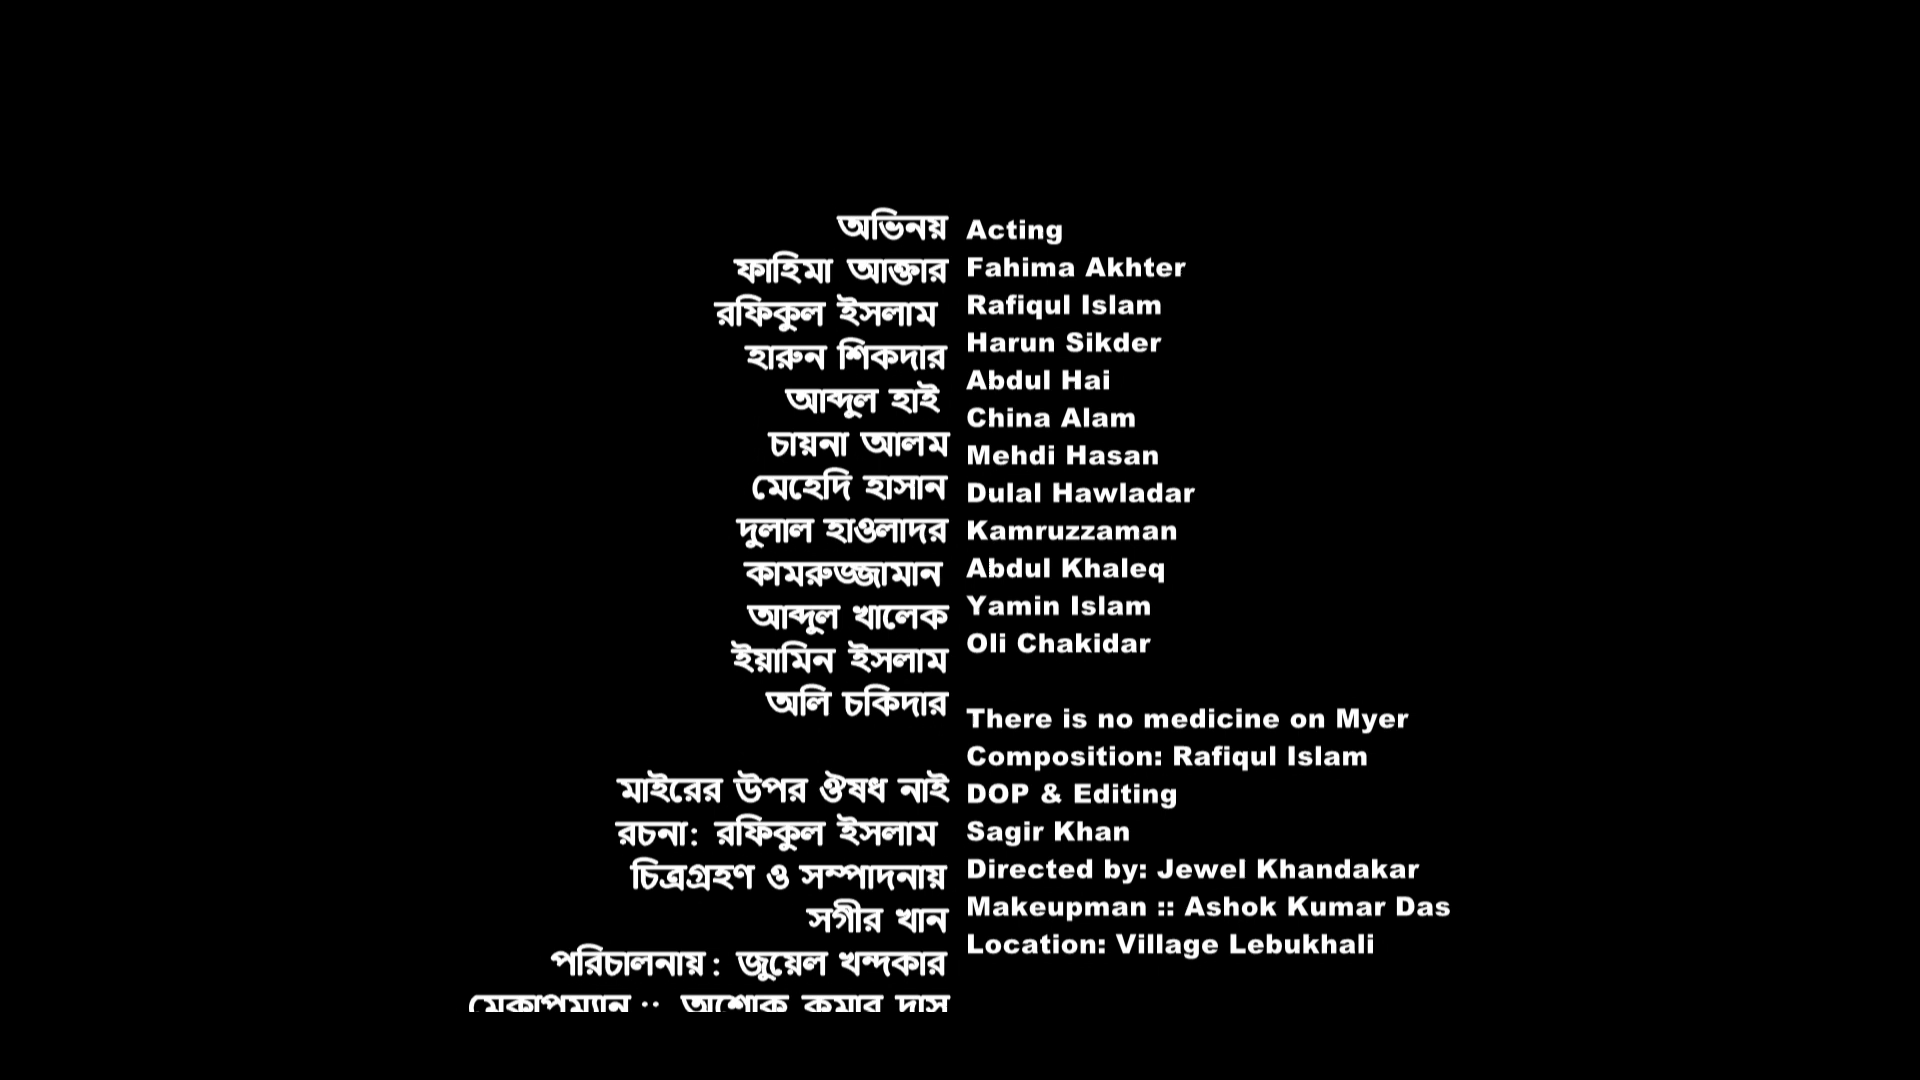 অভিনয়
ফাহিমা আক্তার
রফিকুল ইসলাম
হারুন শিকদার
আব্দুল হাই
চায়না আলম
মেহেদি হাসান
দুলাল হাওলাদর
কামরুজ্জামান
আব্দুল খালেক
ইয়ামিন ইসলাম
অলি চকিদার
মাইরের উপর ঔষধ নাই
রচনা: রফিকুল ইসলাম
চিত্রগ্রহণ ও সম্পাদনায়
সগীর খান
পরিচালনায় : জুয়েল খন্দকার
মেকাপম্যান :: অশোক কুমার দাস
Acting
Fahima Akhter
Rafiqul Islam
Harun Sikder
Abdul Hai
China Alam
Mehdi Hasan
Dulal Hawladar
Kamruzzaman
Abdul Khaleq
Yamin Islam
Oli Chakidar
There is no medicine on Myer
Composition: Rafiqul Islam
DOP & Editing
Sagir Khan
Directed by: Jewel Khandakar
Makeupman :: Ashok Kumar Das
Location: Village Lebukhali